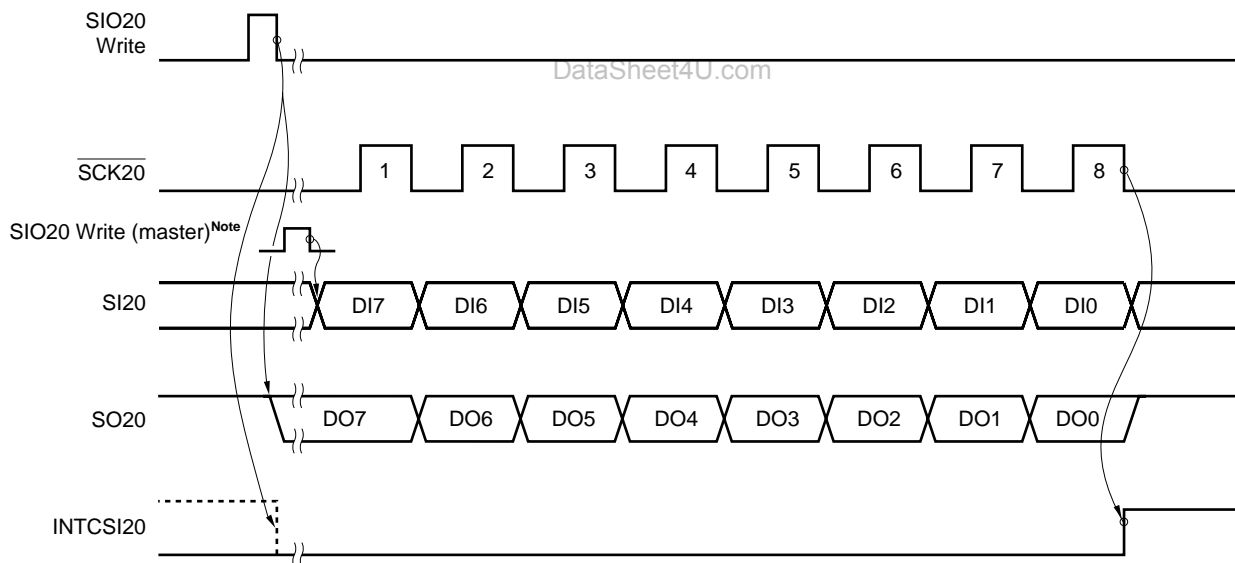 SIO20
Write
DataSheet4U.com
SCK20
1 2 3 4 5 6 7 8
SIO20 Write (master)Note
SI20
DI7 DI6 DI5 DI4 DI3 DI2 DI1 DI0
SO20
DO7 DO6 DO5 DO4 DO3 DO2 DO1 DO0
INTCSI20